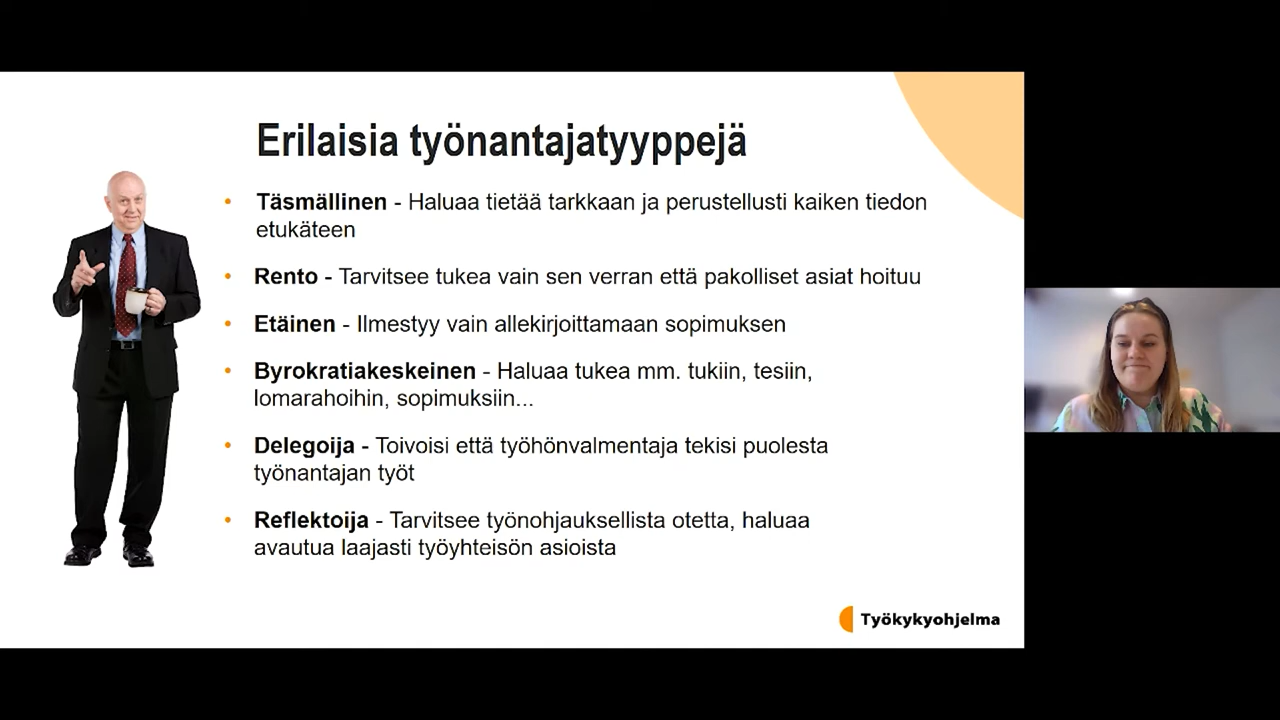 Erilaisia työnantajatyyppejä
Täsmällinen - Haluaa tietää tarkkaan ja perustellusti kaiken tiedon
etukäteen
Rento - Tarvitsee tukea vain sen verran että pakolliset asiat hoituu
Etäinen - Ilmestyy vain allekirjoittamaan sopimuksen
Byrokratiakeskeinen - Haluaa tukea mm. tukiin, tesiin,
lomarahoihin, sopimuksiin...
Delegoija - Toivoisi että työhönvalmentaja tekisi puolesta
työnantajan työt
Reflektoija - Tarvitsee työnohjauksellista otetta, haluaa
avautua laajasti työyhteisön asioista
Työkykyohjelma